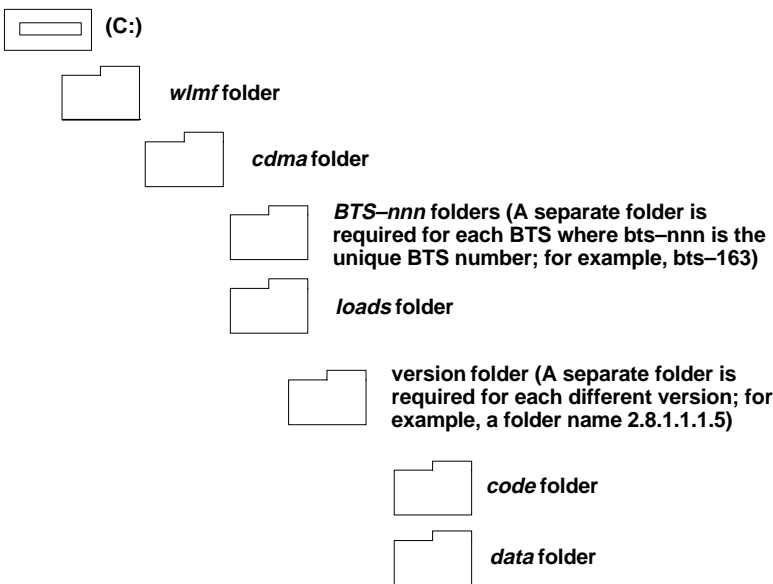 (C:)
wlmf folder
cdma folder
BTS–nnn folders (A separate folder is
required for each BTS where bts–nnn is the
unique BTS number; for example, bts–163)
loads folder
version folder (A separate folder is
required for each different version; for
example, a folder name 2.8.1.1.1.5)
code folder
data folder